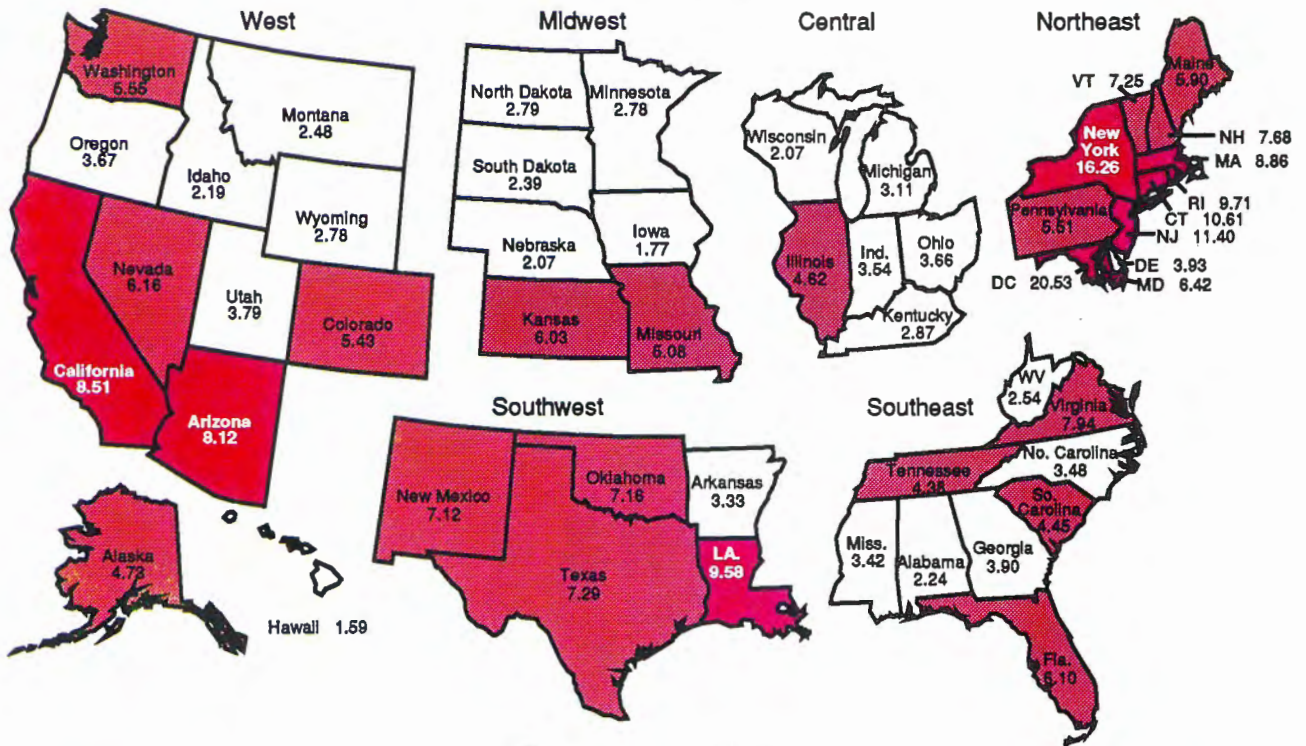 West
Midwest
Central
Northeast
Washington
5.55
Montana
2.48
Oregon
3.67
Idaho
2.19
Wyoming
2.78
Nevada
6.16
Utah
3.79
Colorado
5.43
California
8.51
Arizona
8.12
Alaska
4.73
Hawaii 1.59
North Dakota
2.79
Minnesota
2.78
South Dakota
2.39
Nebraska
2.07
Iowa
1.77
Kansas
6.03
Missouri
Wisconsin
2.07
Michigan
3.11
Illinois
4.62
Ind.
3.54
Ohio
3.66
Kentucky
2.87
Maine
5.90
VT 7.25
New
York
16.26
NH 7.68
MA 8.86
RI 9.71
CT 10.61
NJ 11.40
Pennsylvania
5.51
DE 3.93
DC 20.53
MD 6.42
Southwest
New Mexico
7.12
Oklahoma
7.16
Arkansas
3.33
Texas
7.29
LA.
9.58
Southeast
WV
2.54
Virginia
7.94
No. Carolina
3.48
Tennessee
4.38
So.
Carolina
4.45
Miss.
3.42
Alabama
2.24
Georgia
3.90
Fla.